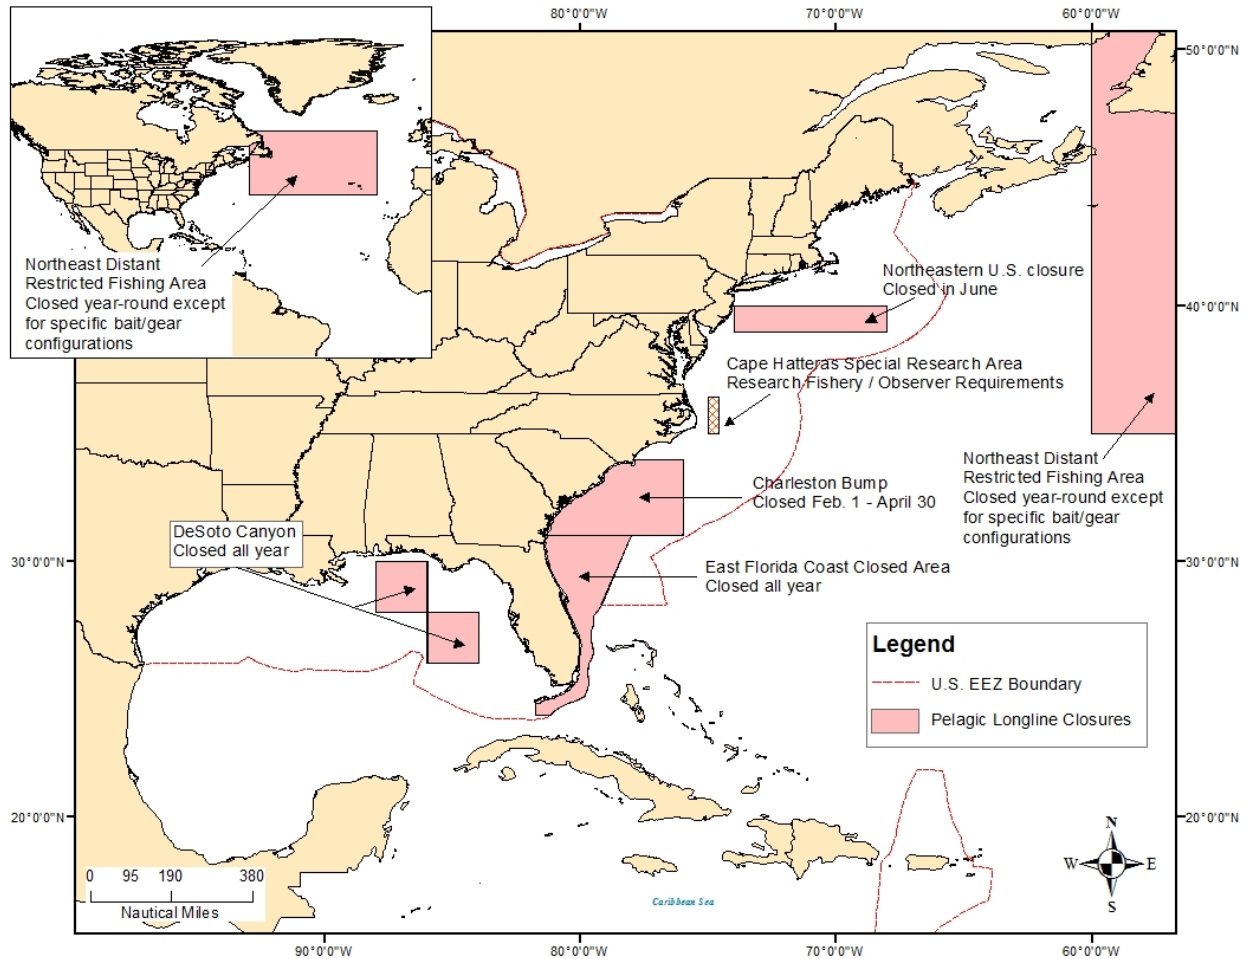 80°0'0"W
70°0'0"W
60°0'0"W
50°0'0"N
Northeast Distant
Restricted Fishing Area
Closed year-round except
for specific bait/gear
configurations
Northeastern U.S. closure
Closed in June
40°0'0"N
Cape Hatteras Special Research Area
Research Fishery / Observer Requirements
Northeast Distant
Restricted Fishing Area
Closed year-round except
for specific bait/gear
configurations
Charleston Bump
Closed Feb. 1 - April 30
DeSoto Canyon
Closed all year
30°0'0"N
30°0'0"N
East Florida Coast Closed Area
Closed all year
Legend
U.S. EEZ Boundary
Pelagic Longline Closures
20°0'0"N
20°0'0"N
N
W
E
S
0 95 190 380
Nautical Miles
Caribbean Sea
90°0'0"W
80°0'0"W
70°0'0"W
60°0'0"W